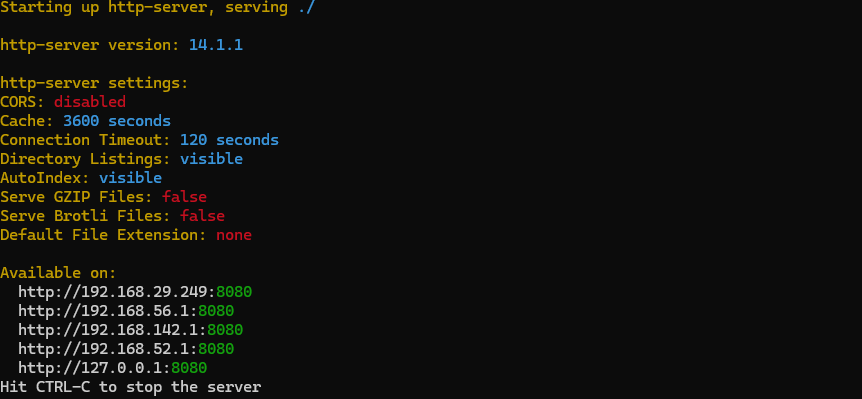 Starting up http-server, serving ./
http-server version: 14.1.1
http-server settings:
CORS: disabled
Cache: 3600 seconds
Connection Timeout: 120 seconds
Directory Listings: visible
AutoIndex: visible
Serve GZIP Files: false
Serve Brotli Files: false
Default File Extension: none
Available on:
http://192.168.29.249:8080
http://192.168.56.1:8080
http://192.168.142.1:8080
http://192.168.52.1:8080
http://127.0.0.1:8080
Hit CTRL-C to stop the server